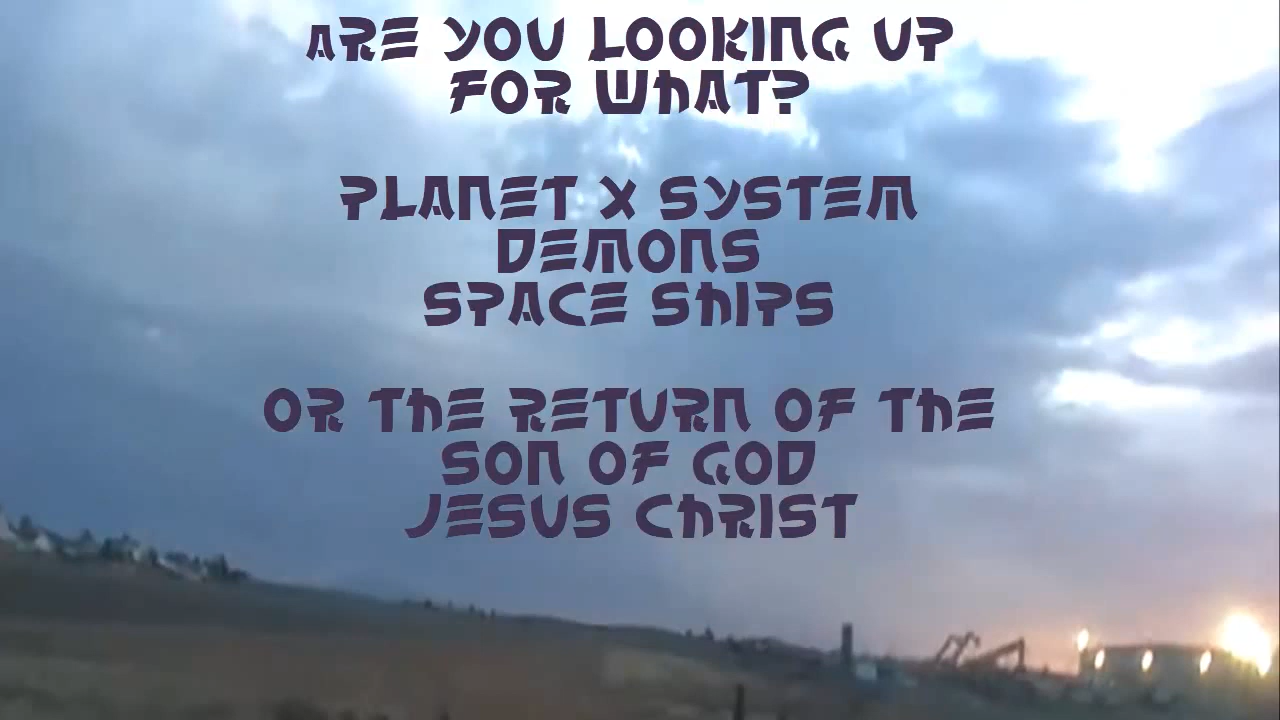 ARE YOU LOOKING UP
FOR WHAT?
PLANET X SYSTEM
DEMONS
SPACE SHIPS
OR THE RETURN OF THE
SON OF GOD
JESUS CHRIST